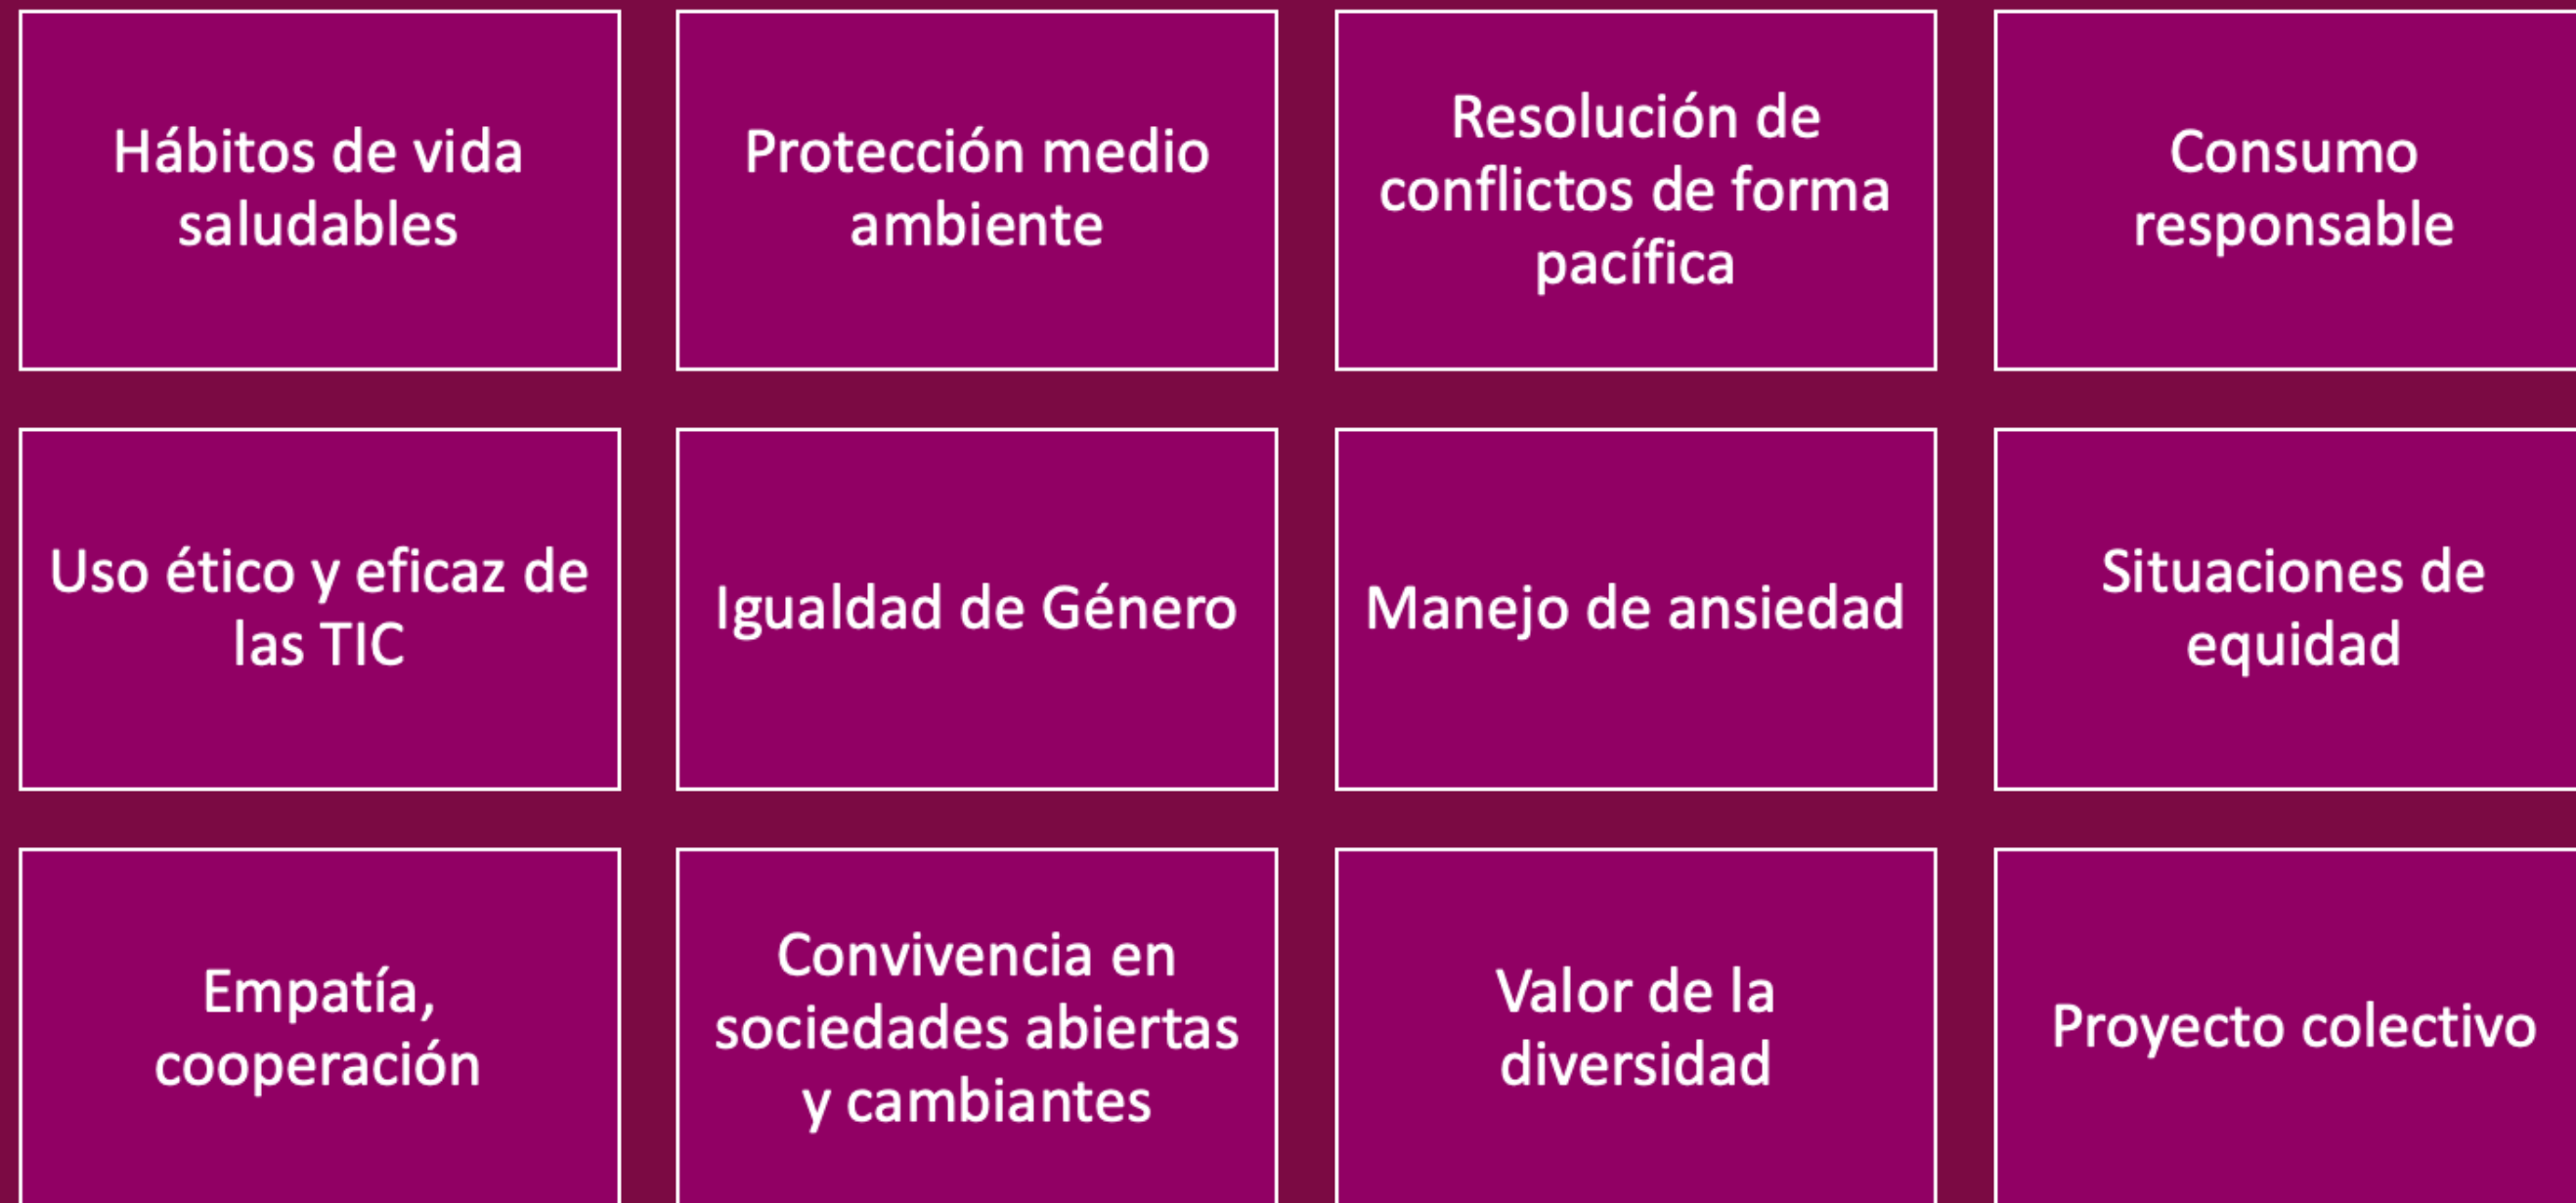 Hábitos de vida
saludables
Protección medio
ambiente
Resolución de
conflictos de forma
pacífica
Consumo
responsable
Uso ético y eficaz de
las TIC
Igualdad de Género
Manejo de ansiedad
Situaciones de
equidad
Empatía,
cooperación
Convivencia en
sociedades abiertas
y cambiantes
Valor de la
diversidad
Proyecto colectivo